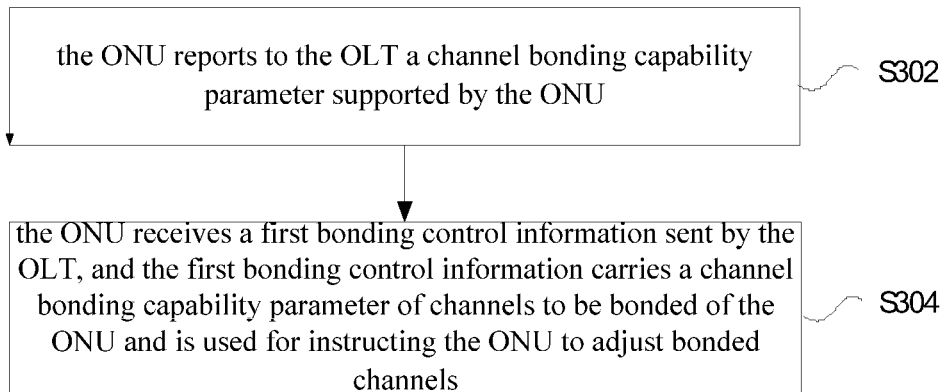 the ONU reports to the OLT a channel bonding capability
parameter supported by the ONU
S302
the ONU receives a first bonding control information sent by the
OLT, and the first bonding control information carries a channel
bonding capability parameter of channels to be bonded of the
ONU and is used for instructing the ONU to adjust bonded
channels
S304